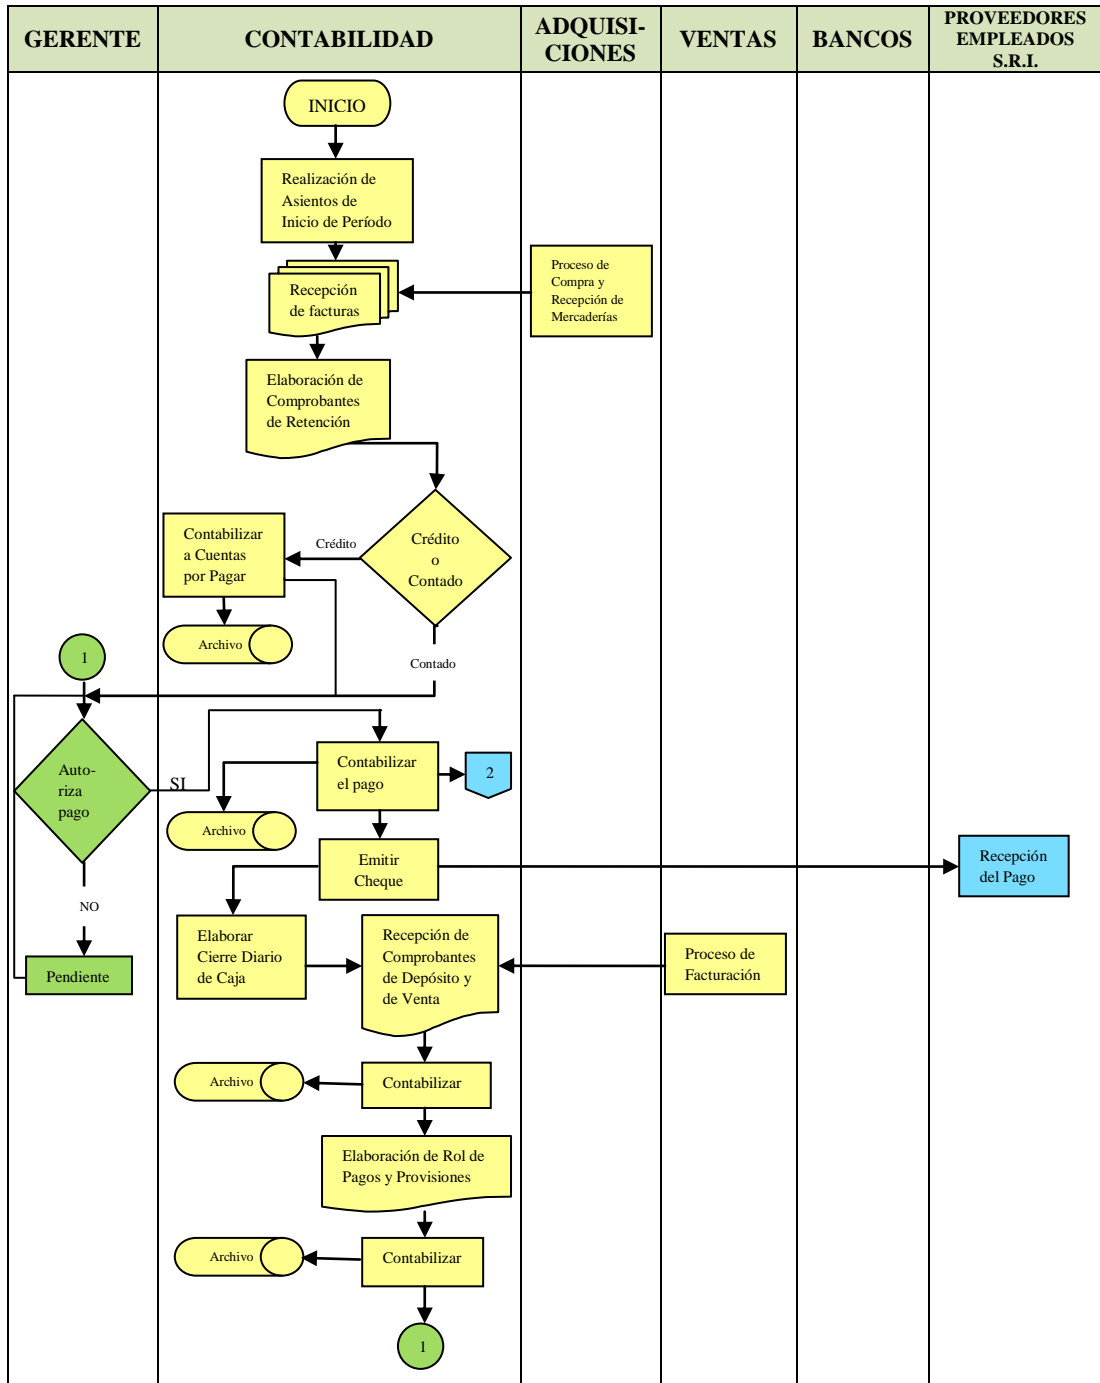 GERENTE
CONTABILIDAD
ADQUISI-
CIONES
VENTAS
BANCOS
PROVEEDORES
EMPLEADOS
S.R.I.
INICIO
Realización de
Asientos de
Inicio de Período
Recepción
de facturas
Proceso de
Compra y
Recepción de
Mercaderías
Elaboración de
Comprobantes
de Retención
Crédito
o
Contado
Crédito
Contabilizar
a Cuentas
por Pagar
Archivo
Contado
1
Auto-
riza
pago
SI
Contabilizar
el pago
2
Archivo
Emitir
Cheque
Recepción
del Pago
NO
Pendiente
Elaborar
Cierre Diario
de Caja
Recepción de
Comprobantes
de Depósito y
de Venta
Proceso de
Facturación
Archivo
Contabilizar
Elaboración de Rol de
Pagos y Provisiones
Archivo
Contabilizar
1